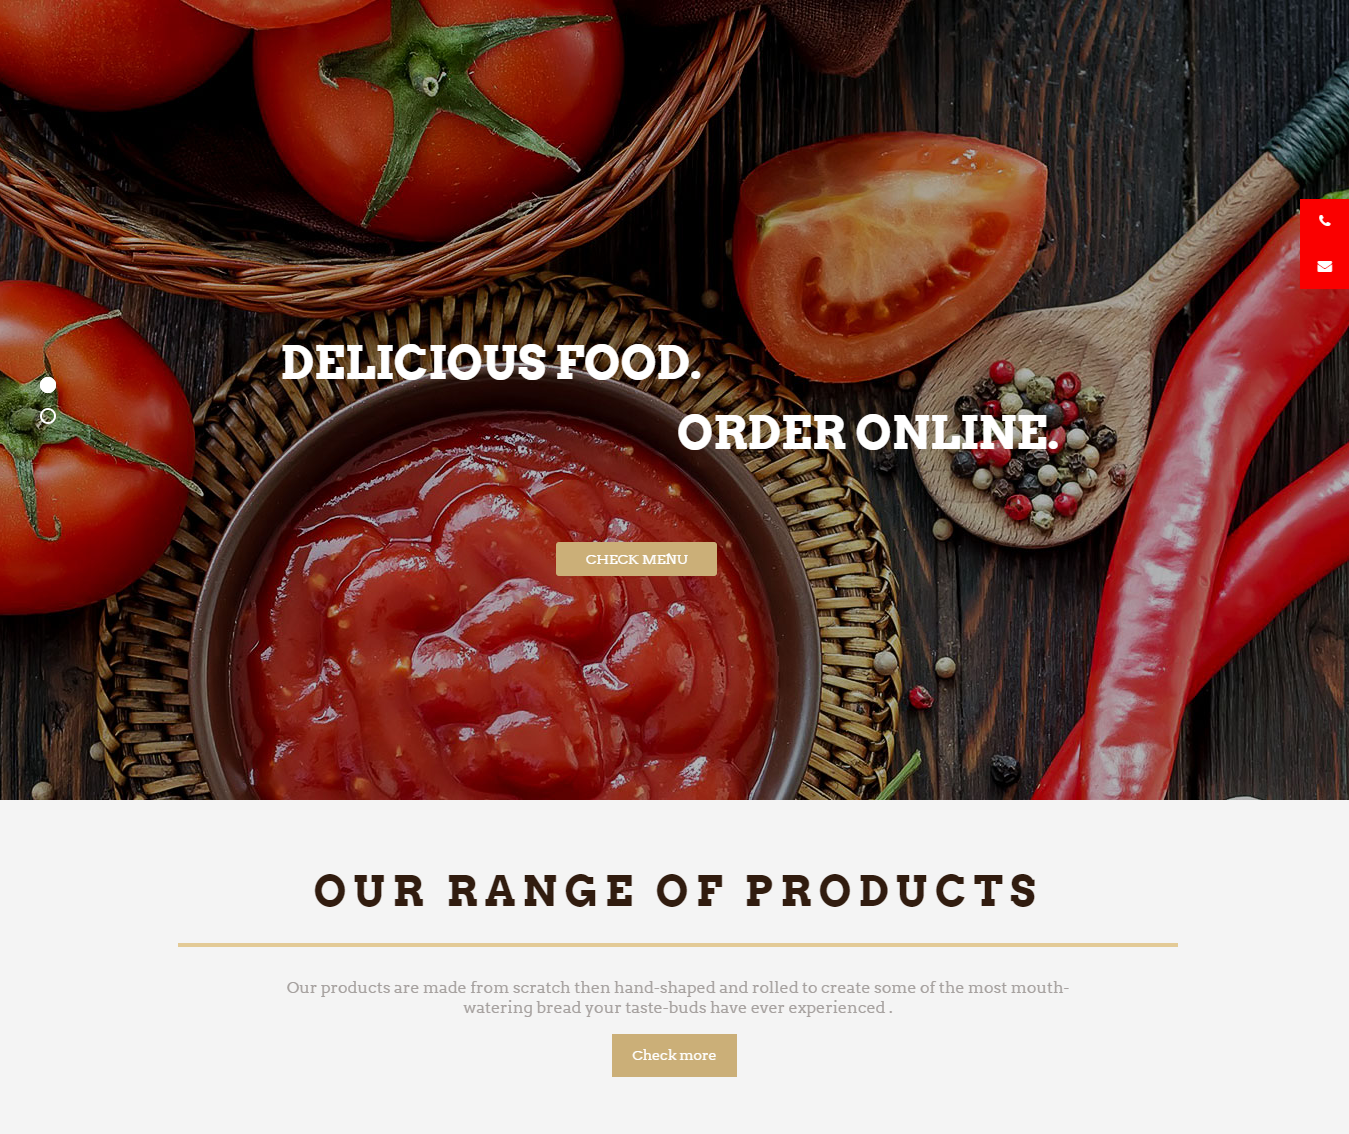 DELICIOUS FOOD.
ORDER ONLINE.
CHECK MENU
OUR RANGE OF PRODUCTS
Our products are made from scratch then hand-shaped and rolled to create some of the most mouth-
watering bread your taste-buds have ever experienced .
Check more